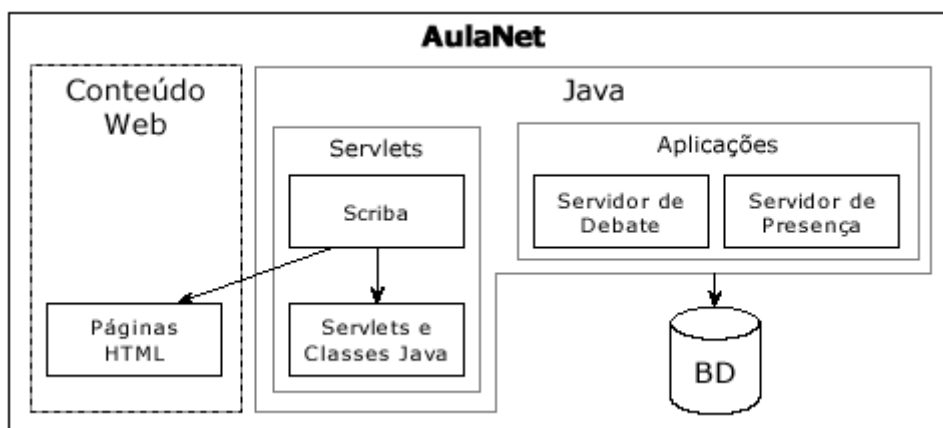 AulaNet
Conteúdo
Web
Java
Servlets
Aplicações
Scriba
Servidor de
Debate
Servidor de
Presença
Páginas
HTML
Servlets e
Classes Java
BD